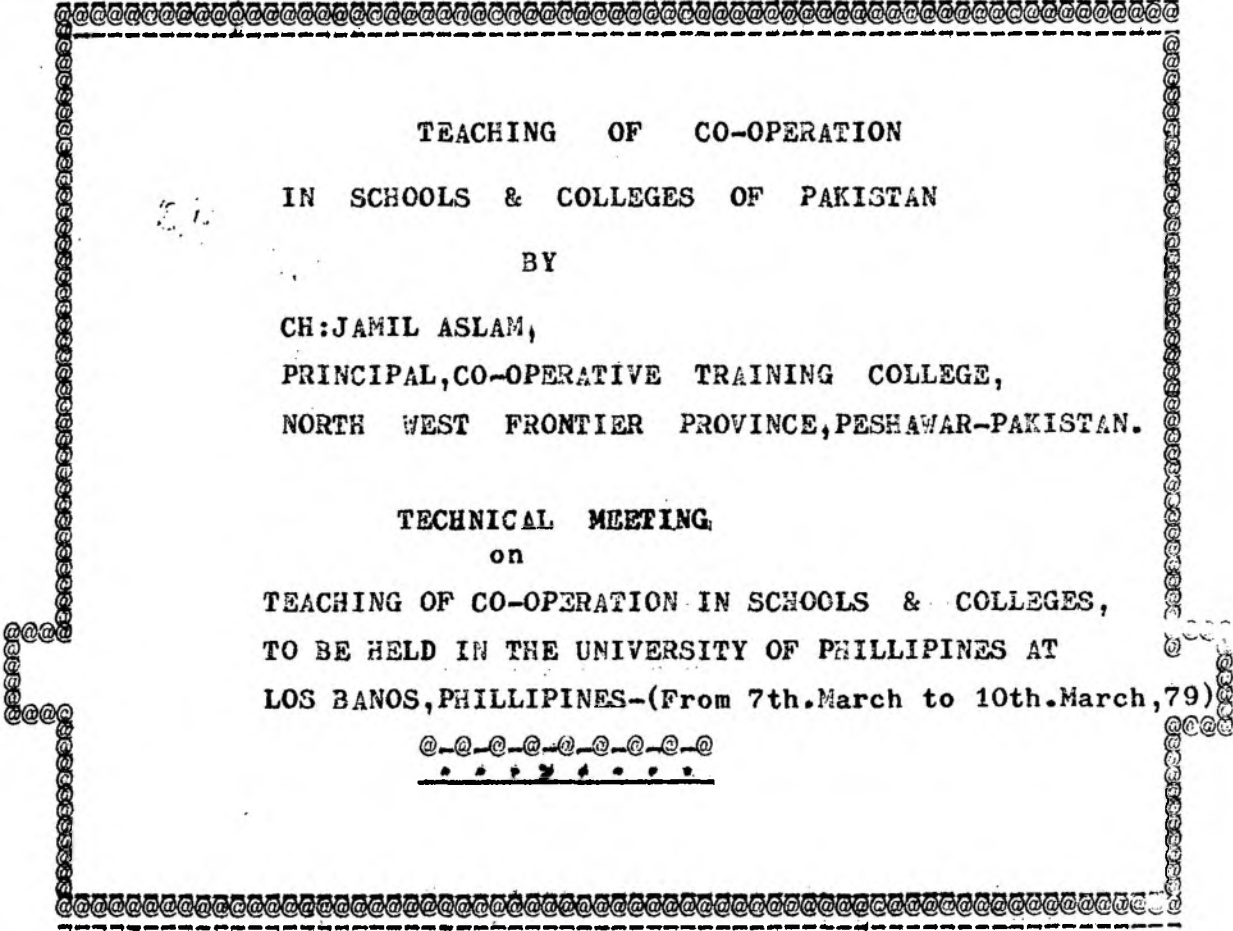 TEACHING OF CO-OPERATION
IN SCHOOLS & COLLEGES OF PAKISTAN
BY
CH:JAMIL ASLAM,
PRINCIPAL,CO-OPERATIVE TRAINING COLLEGE,
NORTH WEST FRONTIER PROVINCE,PESHAWAR-PAKISTAN.
TECHNICAL MEETING
on
TEACHING OF CO-OPERATION IN SCHOOLS & COLLEGES,
TO BE HELD IN THE UNIVERSITY OF PHILLIPINES AT
LOS BANOS,PHILLIPINES-(From 7th.March to 10th.March,79)
@-@-@-@-@-@-@-@-@